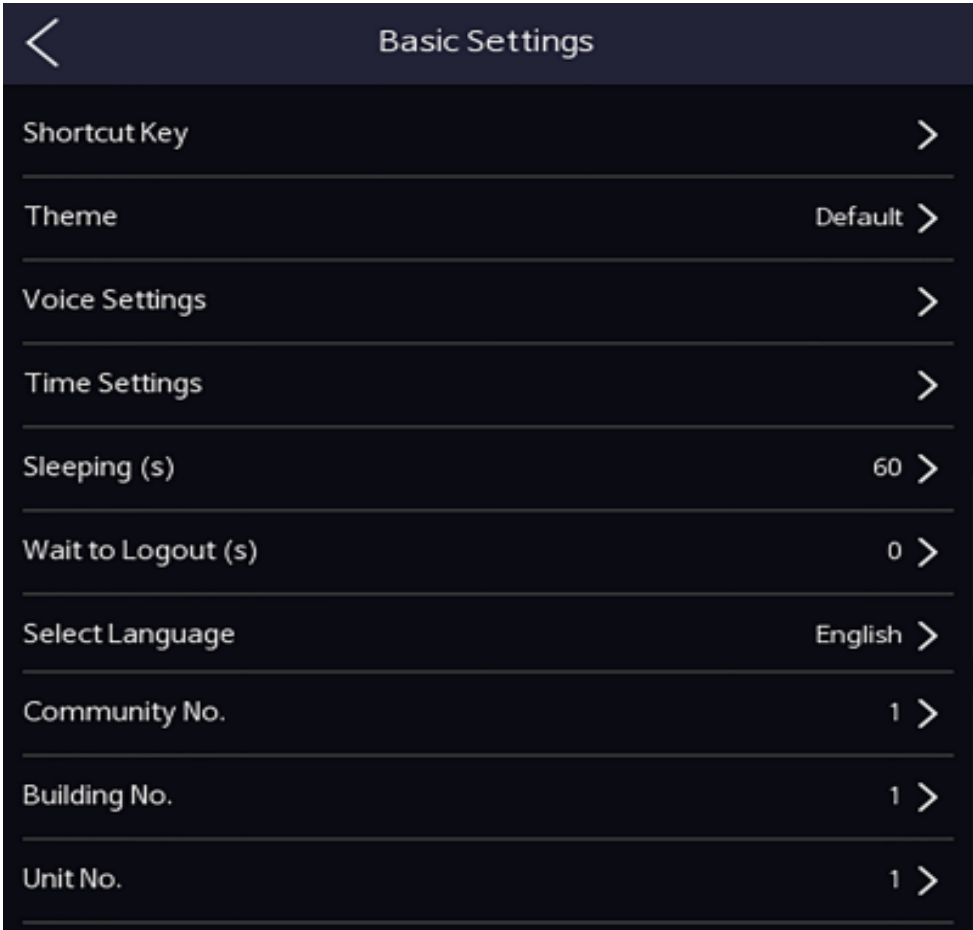 Basic Settings
Shortcut Key
Theme Default
Voice Settings
Time Settings
Sleeping (s) 60
Wait to Logout (s) 0
Select Language English
Community No. 1
Building No. 1
Unit No. 1